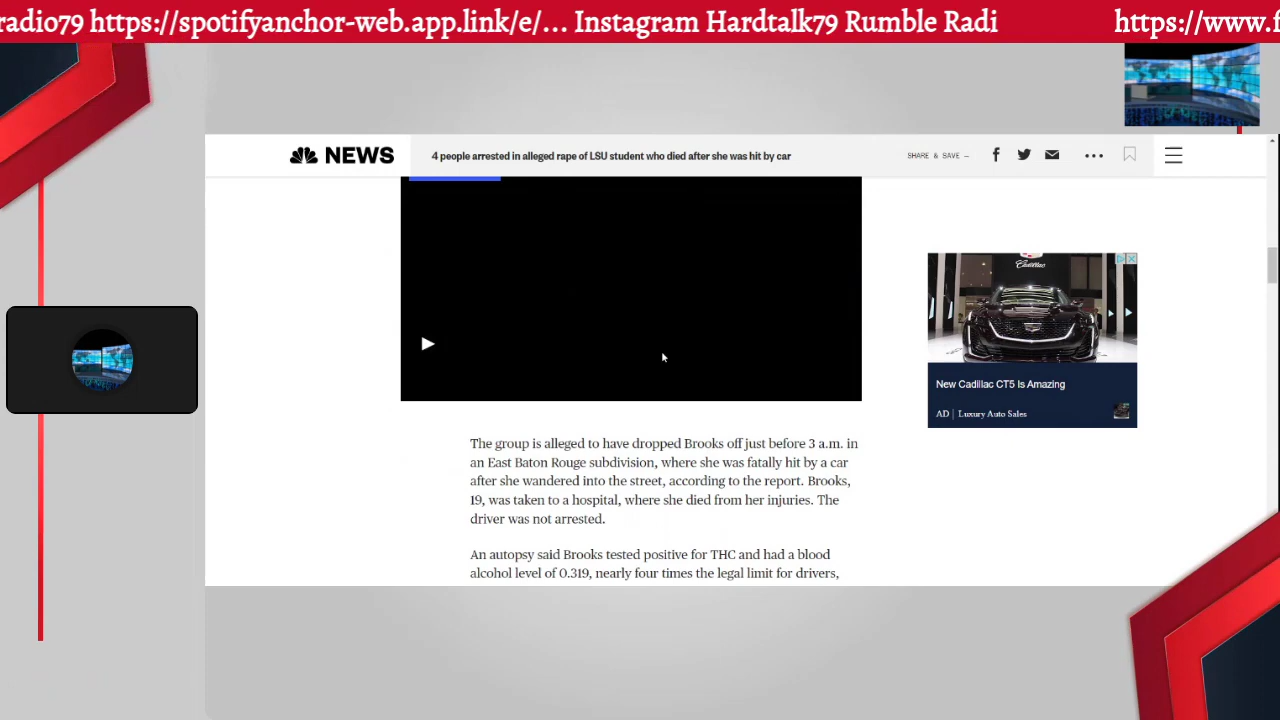 radio79 https://spotifyanchor-web.app.link/e/... Instagram Hardtalk79 Rumble Radi https://www.f
NEWS
4 people arrested in alleged rape of LSU student who died after she was hit by car
SHARE & SAVE —
Cadillac
New Cadillac CT5 Is Amazing
AD | Luxury Auto Sales
The group is alleged to have dropped Brooks off just before 3 a.m. in
an East Baton Rouge subdivision, where she was fatally hit by a car
after she wandered into the street, according to the report. Brooks,
19, was taken to a hospital, where she died from her injuries. The
driver was not arrested.
An autopsy said Brooks tested positive for THC and had a blood
alcohol level of 0.319, nearly four times the legal limit for drivers,